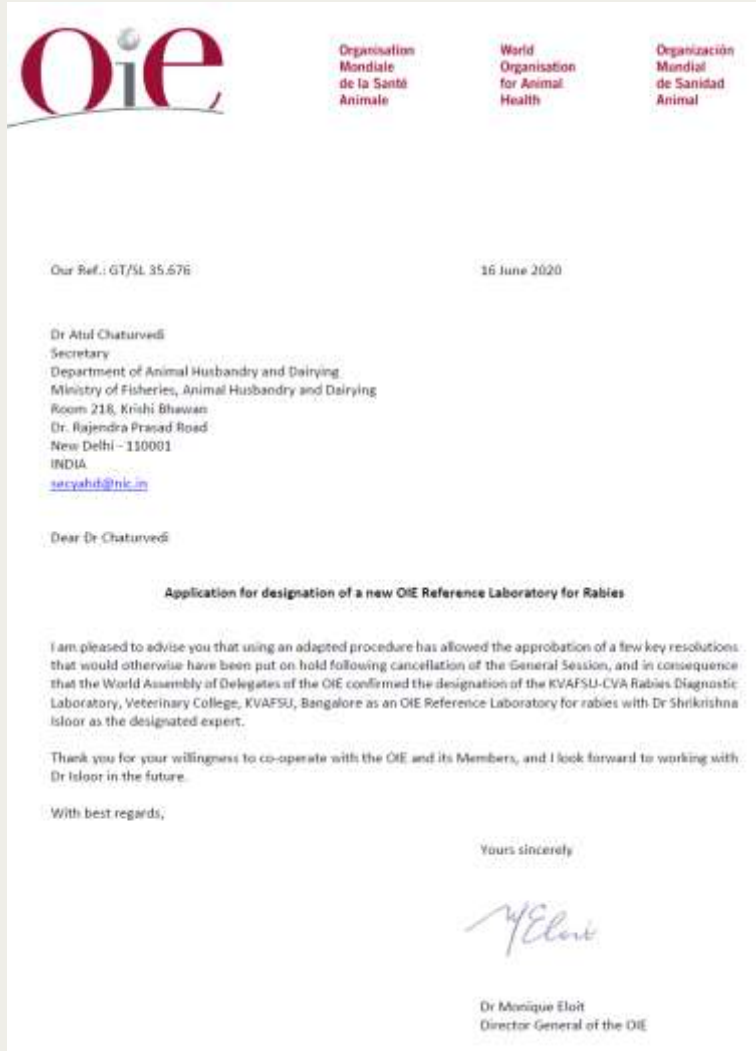 Oie
Organisation
Mondiale
de la Santé
Animale
World
Organisation
for Animal
Health
Organización
Mundial
de Sanidad
Animal
Our Ref.: GT/SL 35.676
16 June 2020
Dr Atul Chaturvedi
Secretary
Department of Animal Husbandry and Dairying
Ministry of Fisheries, Animal Husbandry and Dairying
Room 218, Krishi Bhawan
Dr. Rajendra Prasad Road
New Delhi - 110001
INDIA
secyahd@nic.in
Dear Dr Chaturvedi
Application for designation of a new OIE Reference Laboratory for Rabies
I am pleased to advise you that using an adapted procedure has allowed the approbation of a few key resolutions
that would otherwise have been put on hold following cancellation of the General Session, and in consequence
that the World Assembly of Delegates of the OIE confirmed the designation of the KVAFSU-CVA Rabies Diagnostic
Laboratory, Veterinary College, KVAFSU, Bangalore as an OIE Reference Laboratory for rabies with Dr Shrikrishna
Isloor as the designated expert.
Thank you for your willingness to co-operate with the OIE and its Members, and I look forward to working with
Dr Isloor in the future.
With best regards,
Yours sincerely
MEloit
Dr Monique Eloit
Director General of the OIE